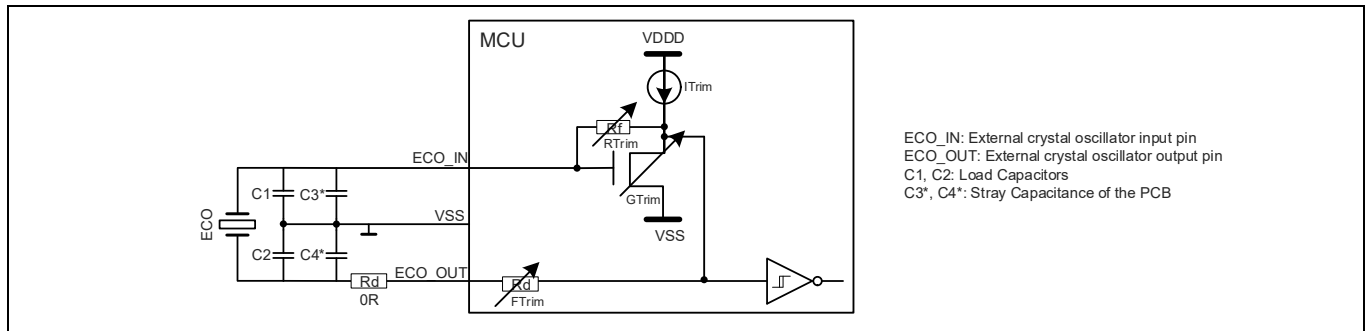 MCU
VDDD
ITrim
Rf
RTrim
ECO_IN
GTrim
C1 C3*
VSS
VSS
ECO
C2 C4*
ECO_OUT
Rd
Rd
0R
FTrim
ECO_IN: External crystal oscillator input pin
ECO_OUT: External crystal oscillator output pin
C1, C2: Load Capacitors
C3*, C4*: Stray Capacitance of the PCB